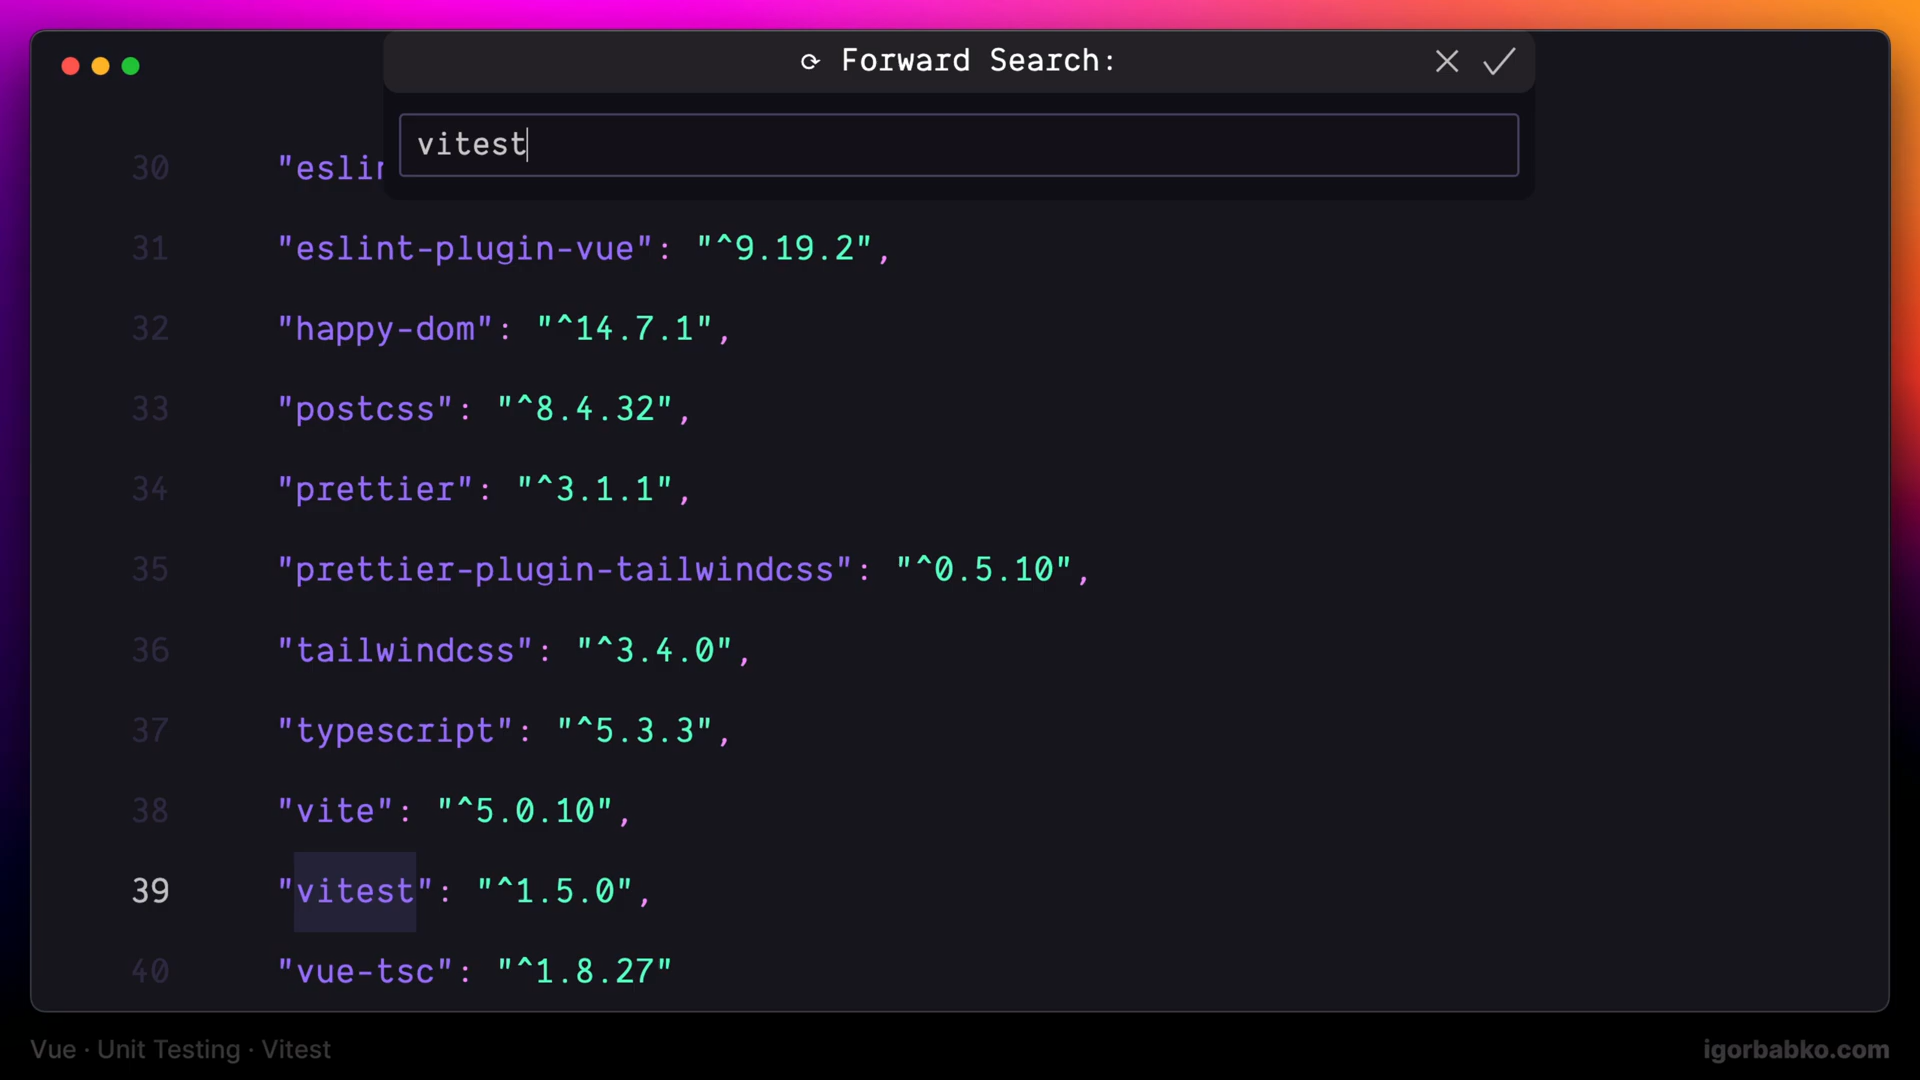 ⟳ Forward Search:
vitest
30 "eslin
31 "eslint-plugin-vue": "^9.19.2",
32 "happy-dom": "^14.7.1",
33 "postcss": "^8.4.32",
34 "prettier": "^3.1.1",
35 "prettier-plugin-tailwindcss": "^0.5.10",
36 "tailwindcss": "^3.4.0",
37 "typescript": "^5.3.3",
38 "vite": "^5.0.10",
39 "vitest": "^1.5.0",
40 "vue-tsc": "^1.8.27"
Vue · Unit Testing · Vitest
igorbabko.com